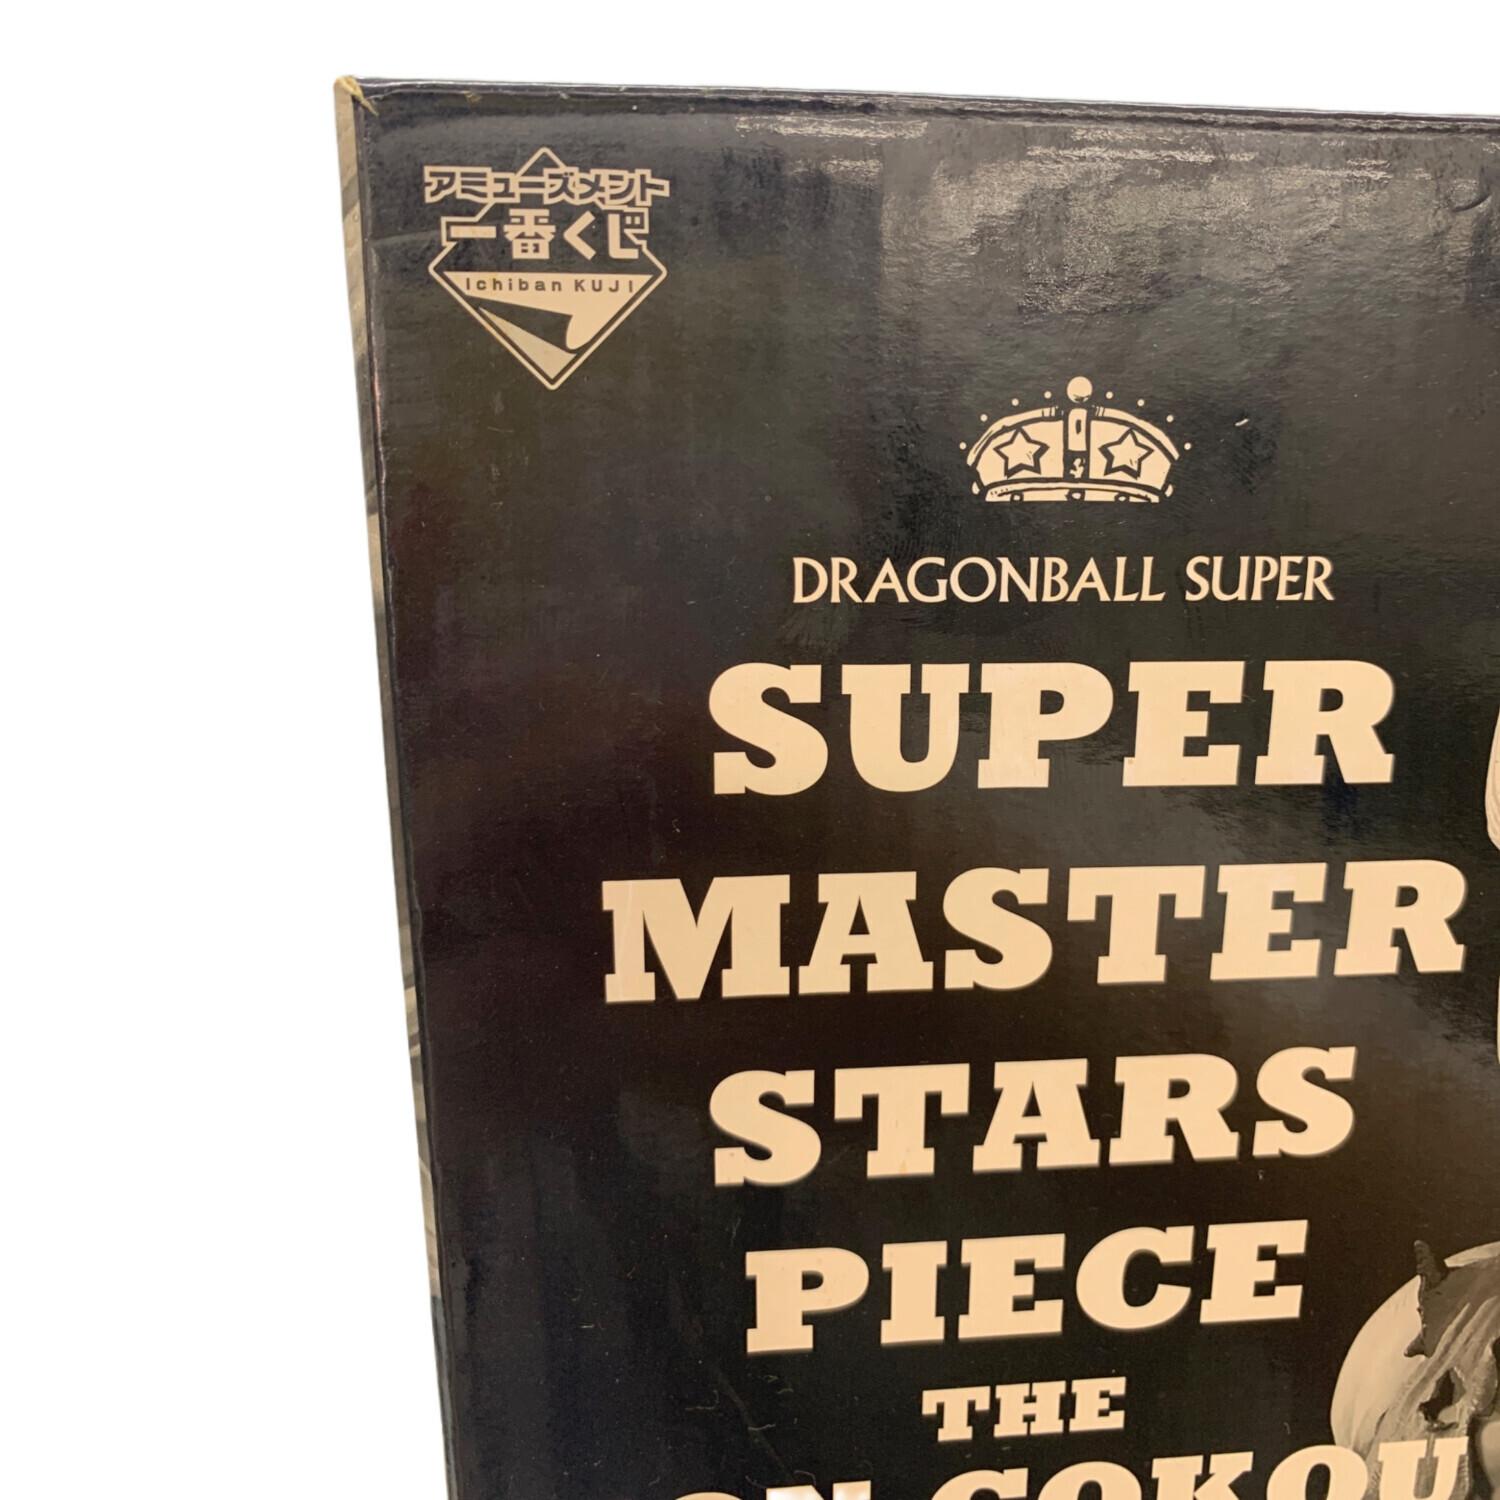 アミューズメント
一番くじ
Ichiban KUJI
DRAGONBALL SUPER
SUPER
MASTER
STARS
PIECE
THE
GOKOU